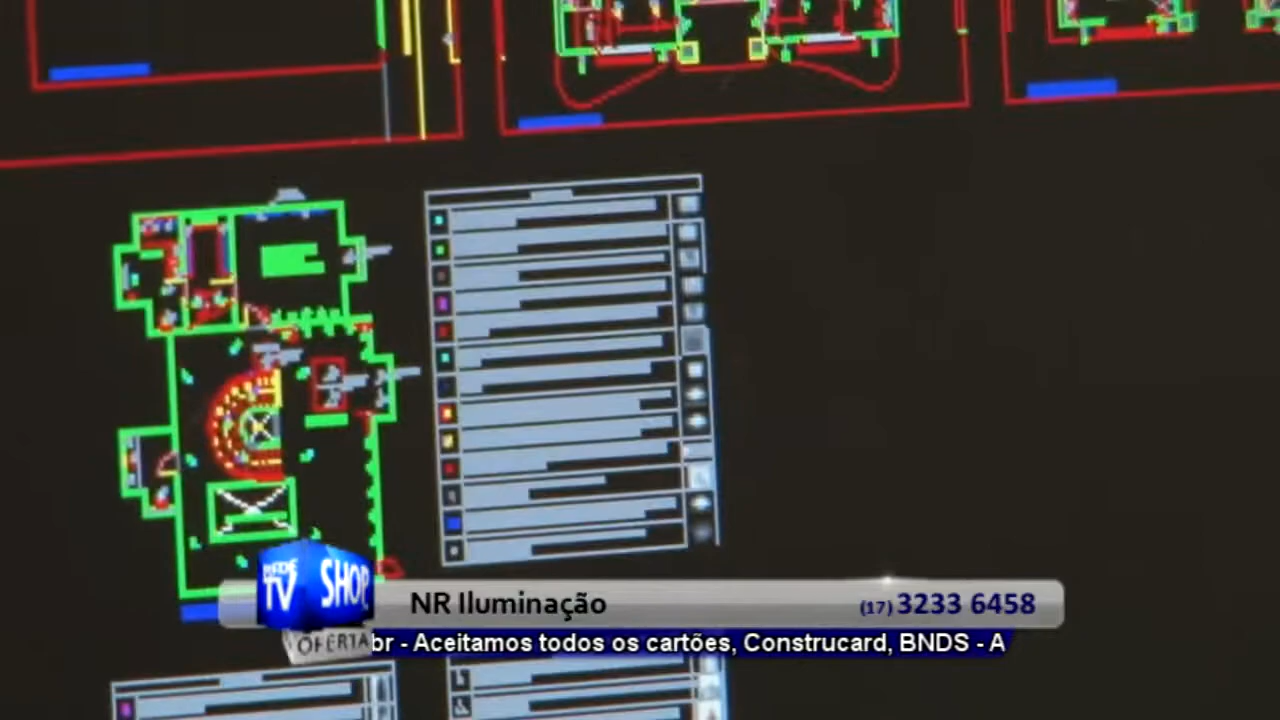 REDE
TV SHOP
OFERTA
NR Iluminação
(17) 3233 6458
br - Aceitamos todos os cartões, Construcard, BNDS - A